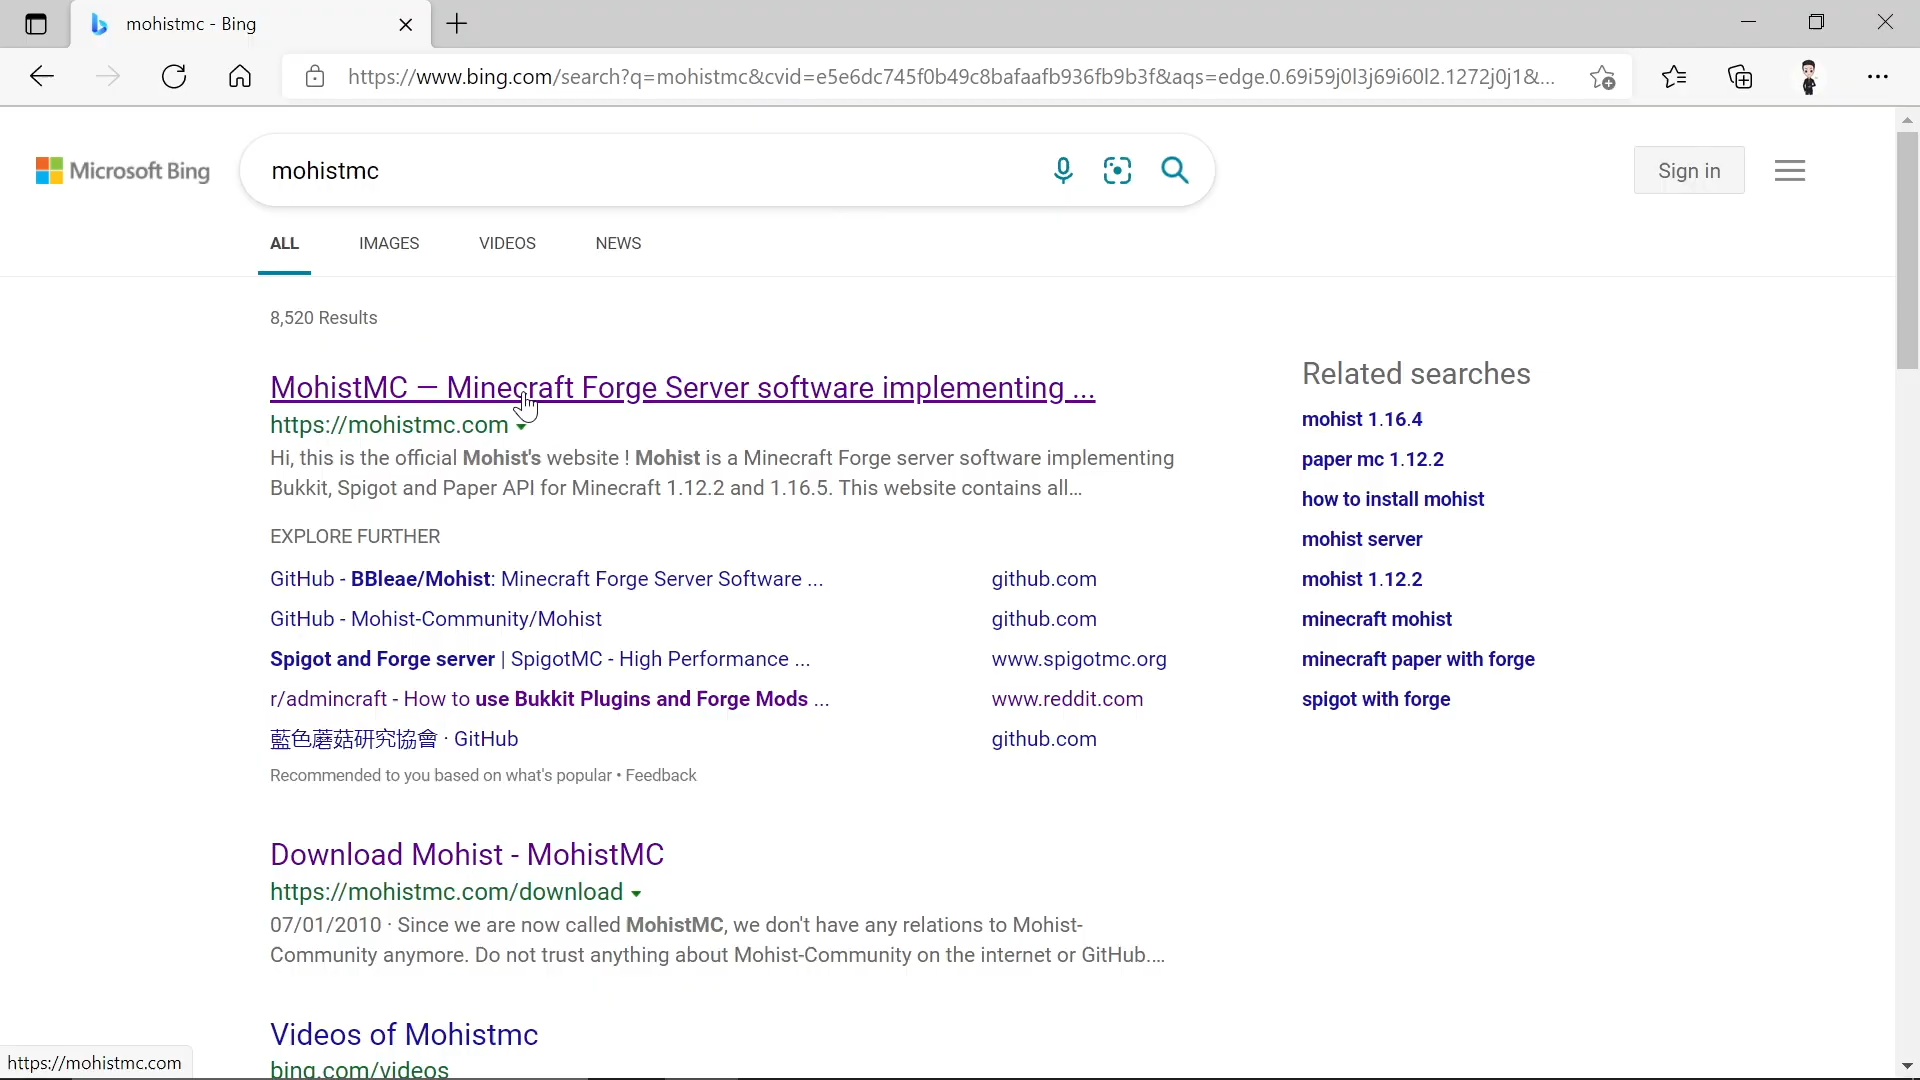 mohistmc - Bing
https://www.bing.com/search?q=mohistmc&cvid=e5e6dc745f0b49c8bafaafb936fb9b3f&aqs=edge.0.69i59j0l3j69i60l2.1272j0j1&...
Microsoft Bing
mohistmc
Sign in
ALL IMAGES VIDEOS NEWS
8,520 Results
MohistMC — Minecraft Forge Server software implementing ...
https://mohistmc.com
Hi, this is the official Mohist's website ! Mohist is a Minecraft Forge server software implementing
Bukkit, Spigot and Paper API for Minecraft 1.12.2 and 1.16.5. This website contains all...
EXPLORE FURTHER
GitHub - BBleae/Mohist: Minecraft Forge Server Software ... github.com
GitHub - Mohist-Community/Mohist github.com
Spigot and Forge server | SpigotMC - High Performance ... www.spigotmc.org
r/admincraft - How to use Bukkit Plugins and Forge Mods ... www.reddit.com
藍色蘑菇研究協會 · GitHub github.com
Recommended to you based on what's popular • Feedback
Download Mohist - MohistMC
https://mohistmc.com/download
07/01/2010 · Since we are now called MohistMC, we don't have any relations to Mohist-
Community anymore. Do not trust anything about Mohist-Community on the internet or GitHub....
Videos of Mohistmc
bing.com/videos
Related searches
mohist 1.16.4
paper mc 1.12.2
how to install mohist
mohist server
mohist 1.12.2
minecraft mohist
minecraft paper with forge
spigot with forge
https://mohistmc.com